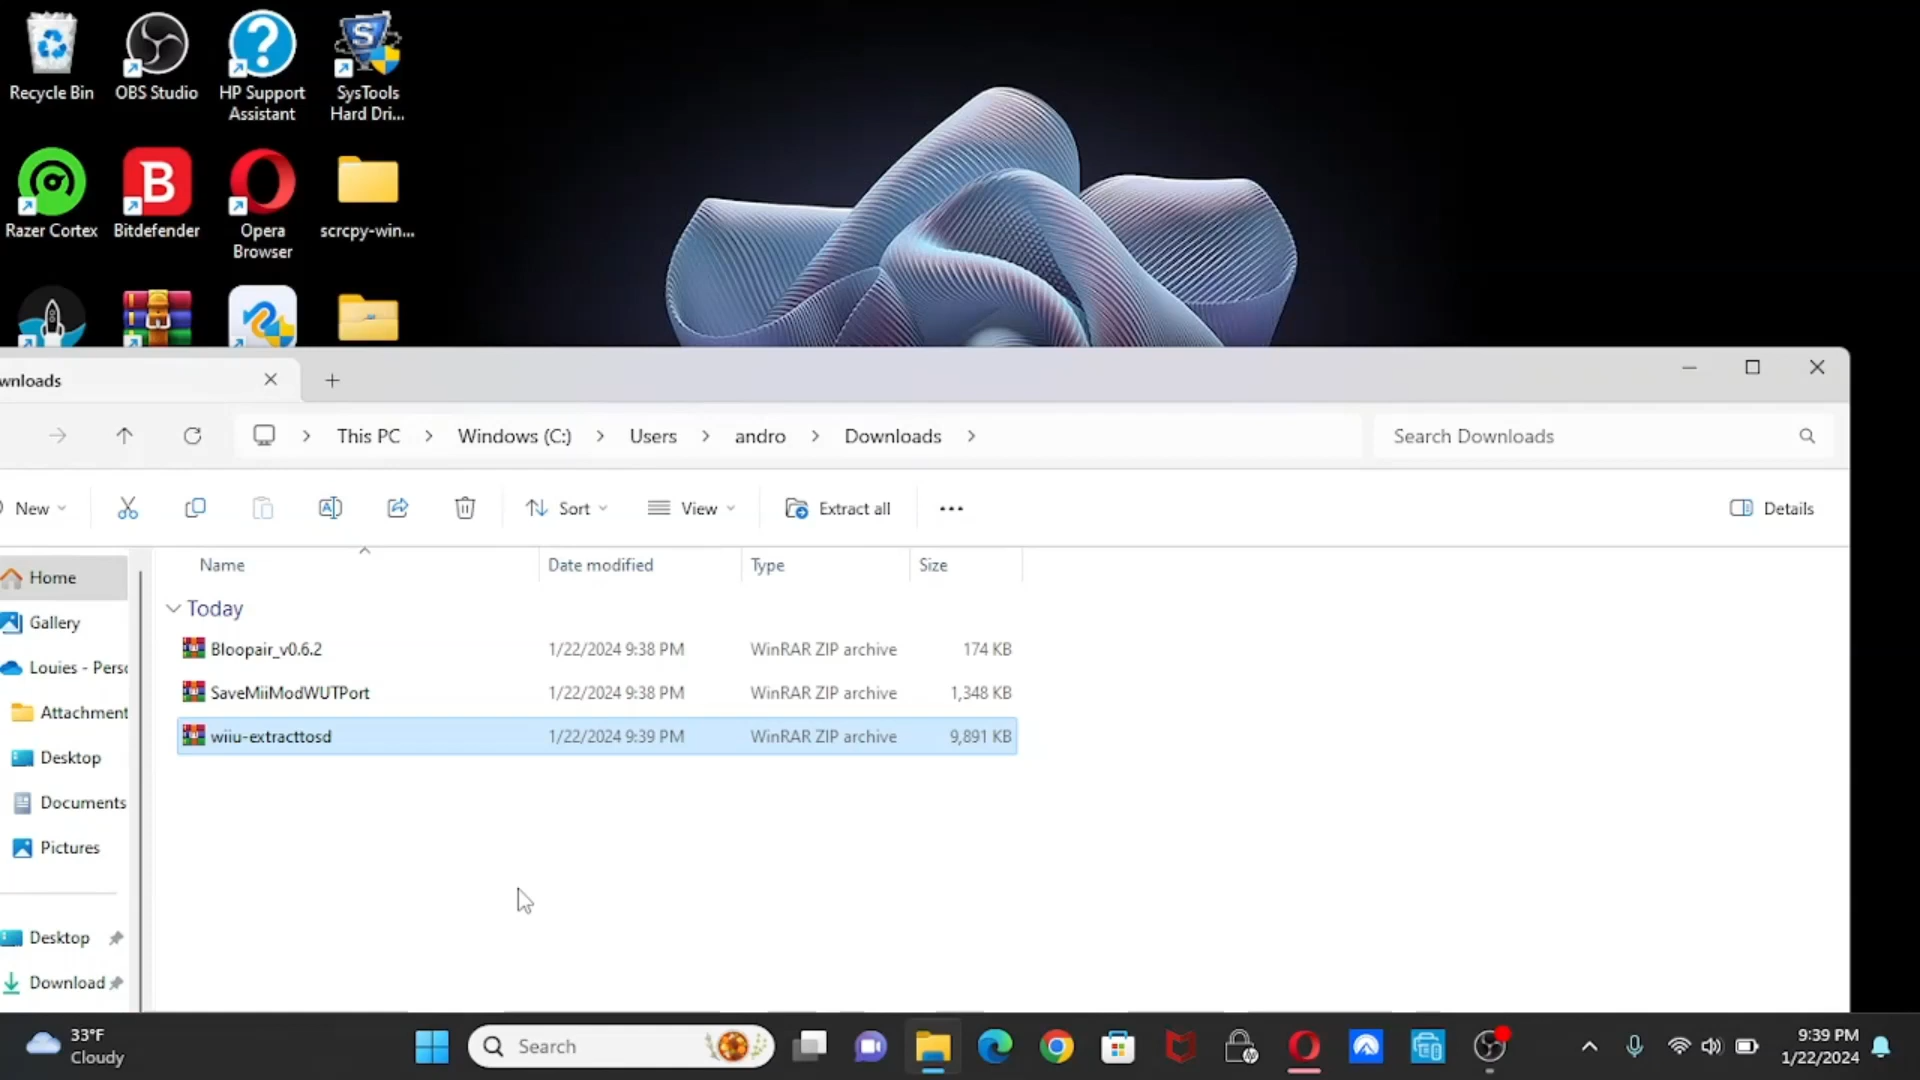 Recycle Bin
OBS Studio
HP Support
Assistant
SysTools
Hard Dri...
Razer Cortex
Bitdefender
Opera
Browser
scrcpy-win...
wnloads
This PC
Windows (C:)
Users
andro
Downloads
Search Downloads
New
Sort
View
Extract all
Details
Name
Date modified
Type
Size
Today
Bloopair_v0.6.2 1/22/2024 9:38 PM WinRAR ZIP archive 174 KB
SaveMiiModWUTPort 1/22/2024 9:38 PM WinRAR ZIP archive 1,348 KB
wiiu-extracttosd 1/22/2024 9:39 PM WinRAR ZIP archive 9,891 KB
Home
Gallery
Louies - Perso
Attachment
Desktop
Documents
Pictures
Desktop
Download
33°F
Cloudy
Search
9:39 PM
1/22/2024